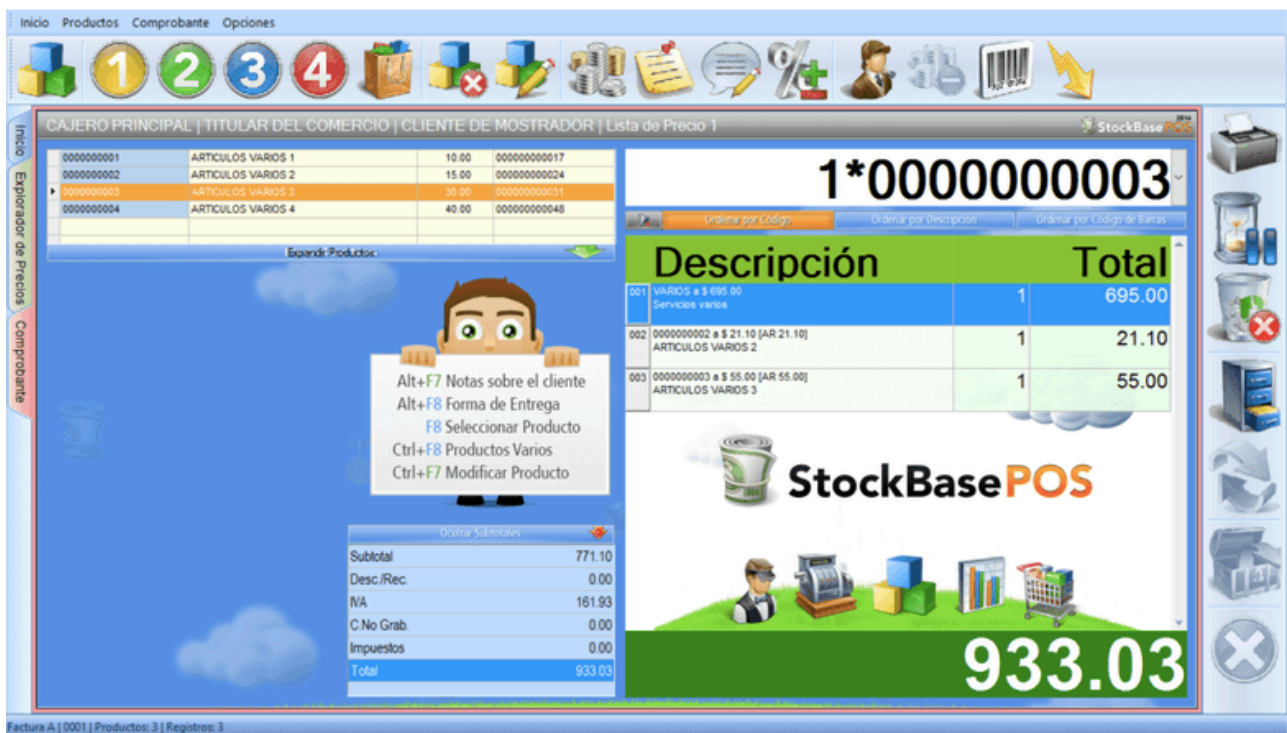 Inicio Productos Comprobante Opciones
1 2 3 4
CAJERO PRINCIPAL | TITULAR DEL COMERCIO | CLIENTE DE MOSTRADOR | Lista de Precio 1
StockBasePOS 2014
Inicio
Explorador de Precios
Comprobante
0000000001 ARTICULOS VARIOS 1 10.00 000000000017
0000000002 ARTICULOS VARIOS 2 15.00 000000000024
0000000003 ARTICULOS VARIOS 3 30.00 000000000031
0000000004 ARTICULOS VARIOS 4 40.00 000000000048
Expandir Productos
1*0000000003
Ordenar por Código Ordenar por Descripción Ordenar por Código de Barras
Descripción Total
001 VARIOS a $ 695.00 1 695.00
Servicios varios
002 0000000002 a $ 21.10 [AR 21.10] 1 21.10
ARTICULOS VARIOS 2
003 0000000003 a $ 55.00 [AR 55.00] 1 55.00
ARTICULOS VARIOS 3
Alt+F7 Notas sobre el cliente
Alt+F8 Forma de Entrega
F8 Seleccionar Producto
Ctrl+F8 Productos Varios
Ctrl+F7 Modificar Producto
StockBasePOS
Ocultar Subtotales
Subtotal 771.10
Desc./Rec. 0.00
IVA 161.93
C.No Grab. 0.00
Impuestos 0.00
Total 933.03
933.03
Factura A | 0001 | Productos: 3 | Registros: 3